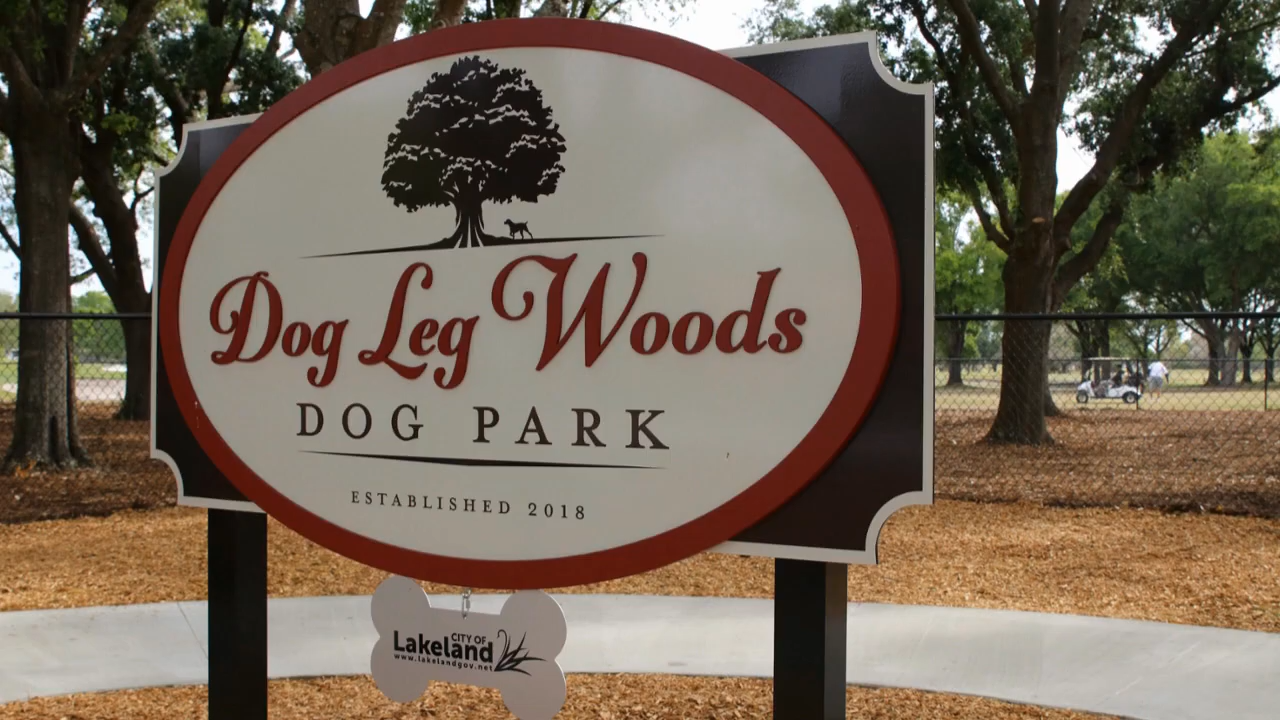 Dog Leg Woods
DOG PARK
ESTABLISHED 2018
CITY OF
Lakeland
www.lakelandgov.net